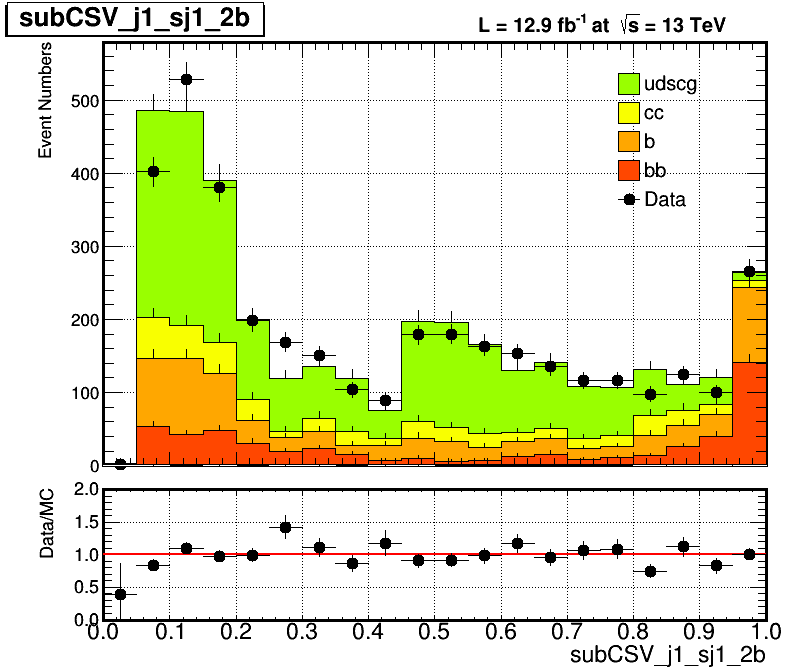 subCSV_j1_sj1_2b
L = 12.9 fb⁻¹ at √s = 13 TeV
Event Numbers
500
400
300
200
100
0
udscg
cc
b
bb
Data
Data/MC
2.0
1.5
1.0
0.5
0.0
0.0 0.1 0.2 0.3 0.4 0.5 0.6 0.7 0.8 0.9 1.0
subCSV_j1_sj1_2b